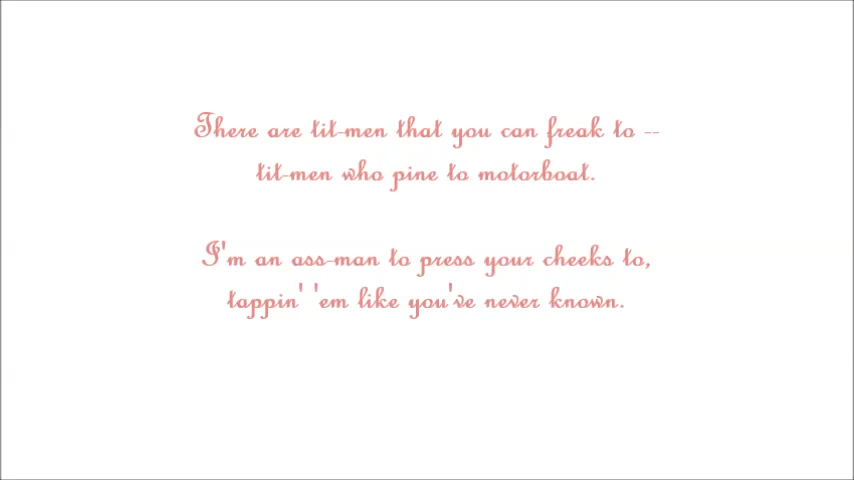 There are tit-men that you can freak to --
tit-men who pine to motorboat.
I'm an ass-man to press your cheeks to,
tappin' 'em like you've never known.